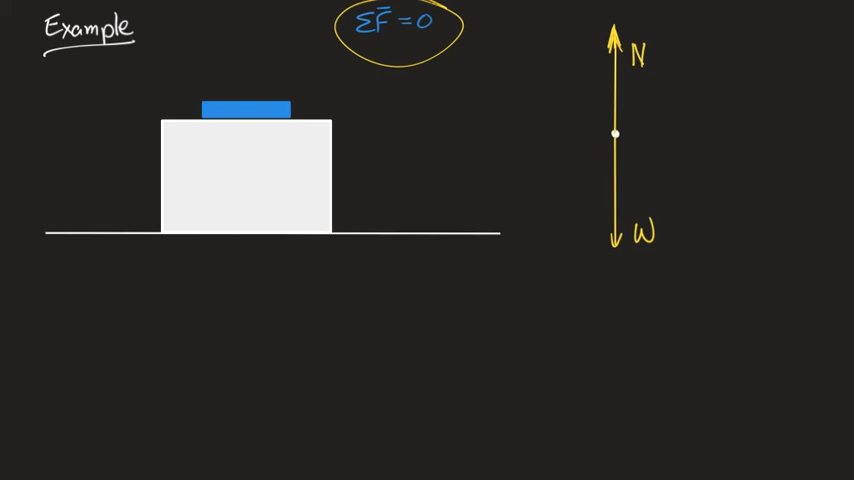 Example
ΣF̄ = 0
N
W